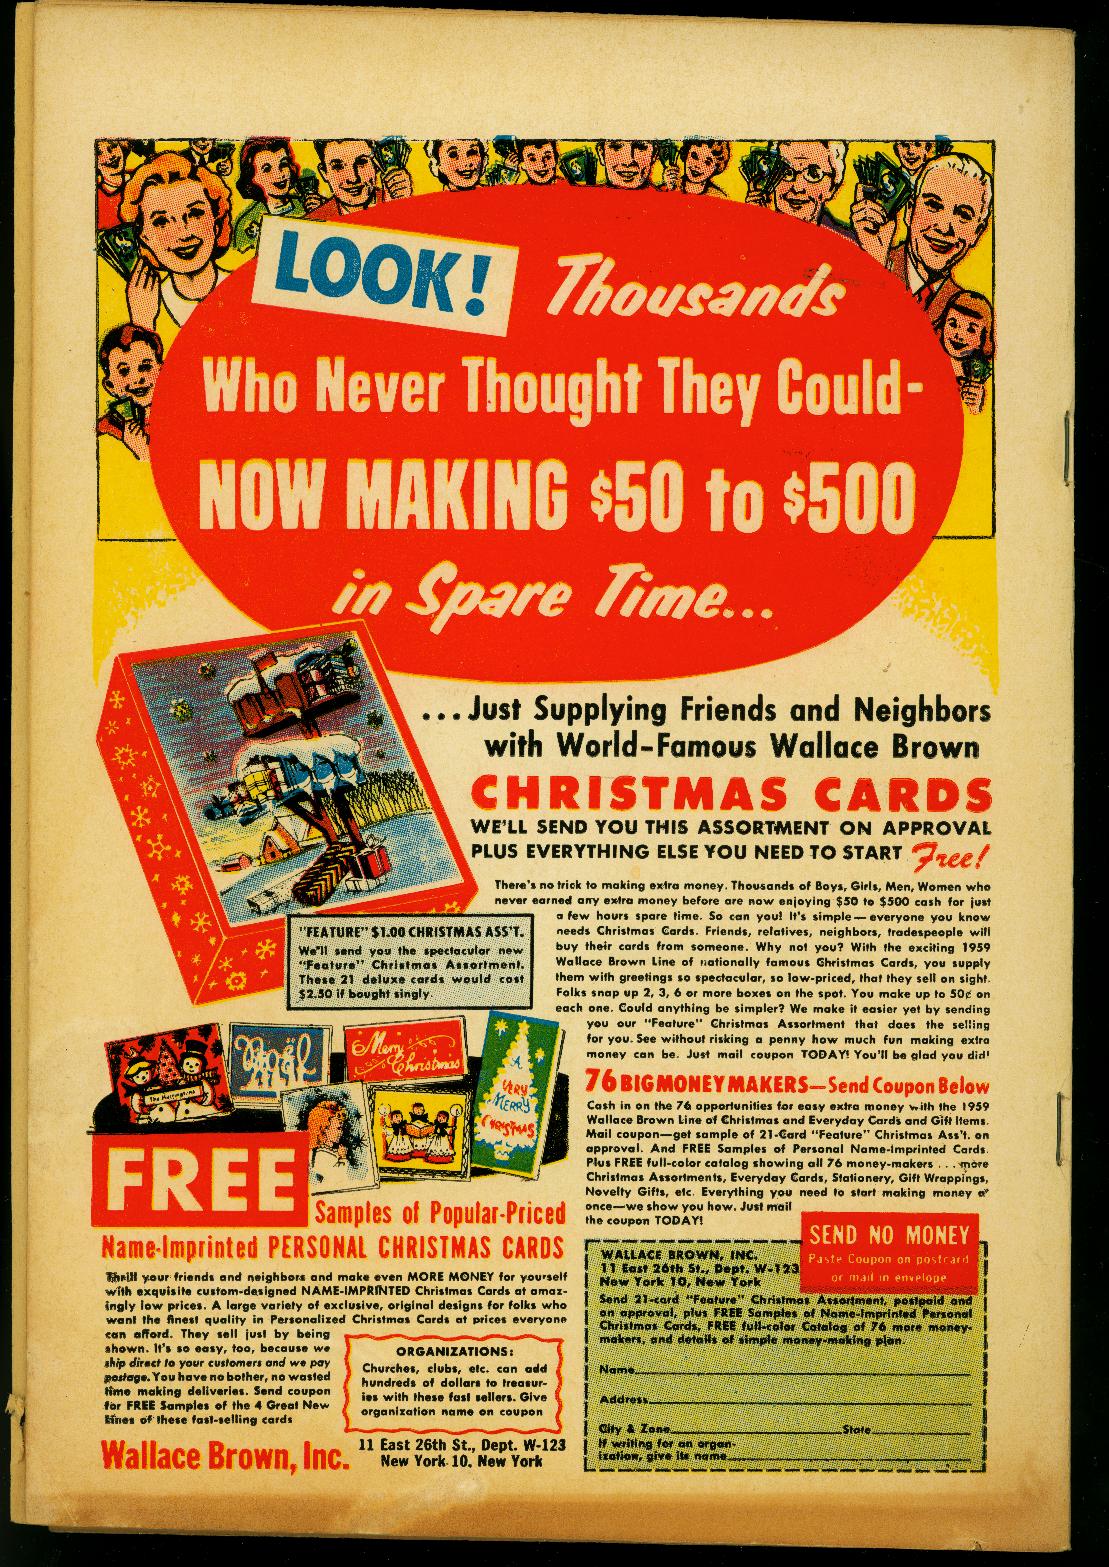 LOOK! Thousands
Who Never Thought They Could-
NOW MAKING $50 to $500
in Spare Time...
...Just Supplying Friends and Neighbors
with World-Famous Wallace Brown
CHRISTMAS CARDS
WE'LL SEND YOU THIS ASSORTMENT ON APPROVAL
PLUS EVERYTHING ELSE YOU NEED TO START Free!
There's no trick to making extra money. Thousands of Boys, Girls, Men, Women who
never earned any extra money before are now enjoying $50 to $500 cash for just
a few hours spare time. So can you! It's simple—everyone you know
needs Christmas Cards. Friends, relatives, neighbors, tradespeople will
buy their cards from someone. Why not you? With the exciting 1959
Wallace Brown Line of nationally famous Christmas Cards, you supply
them with greetings so spectacular, so low-priced, that they sell on sight.
Folks snap up 2, 3, 6 or more boxes on the spot. You make up to 50¢ on
each one. Could anything be simpler? We make it easier yet by sending
you our "Feature" Christmas Assortment that does the selling
for you. See without risking a penny how much fun making extra
money can be. Just mail coupon TODAY! You'll be glad you did!
"FEATURE" $1.00 CHRISTMAS ASS'T.
We'll send you the spectacular new
"Feature" Christmas Assortment.
These 21 deluxe cards would cost
$2.50 if bought singly.
The Harringtons
Noël
Merry
Christmas
A
VERY
MERRY
CHRISTMAS
76 BIG MONEY MAKERS—Send Coupon Below
Cash in on the 76 opportunities for easy extra money with the 1959
Wallace Brown Line of Christmas and Everyday Cards and Gift Items.
Mail coupon—get sample of 21-Card "Feature" Christmas Ass't. on
approval. And FREE Samples of Personal Name-Imprinted Cards.
Plus FREE full-color catalog showing all 76 money-makers . . . more
Christmas Assortments, Everyday Cards, Stationery, Gift Wrappings,
Novelty Gifts, etc. Everything you need to start making money at
once—we show you how. Just mail
the coupon TODAY!
FREE
Samples of Popular-Priced
Name-Imprinted PERSONAL CHRISTMAS CARDS
Thrill your friends and neighbors and make even MORE MONEY for yourself
with exquisite custom-designed NAME-IMPRINTED Christmas Cards at amaz-
ingly low prices. A large variety of exclusive, original designs for folks who
want the finest quality in Personalized Christmas Cards at prices everyone
can afford. They sell just by being
shown. It's so easy, too, because we
ship direct to your customers and we pay
postage. You have no bother, no wasted
time making deliveries. Send coupon
for FREE Samples of the 4 Great New
Lines of these fast-selling cards
ORGANIZATIONS:
Churches, clubs, etc. can add
hundreds of dollars to treasur-
ies with these fast sellers. Give
organization name on coupon
Wallace Brown, Inc.
11 East 26th St., Dept. W-123
New York 10, New York
SEND NO MONEY
Paste Coupon on postcard
or mail in envelope
WALLACE BROWN, INC.
11 East 26th St., Dept. W-123
New York 10, New York
Send 21-card "Feature" Christmas Assortment, postpaid and
on approval, plus FREE Samples of Name-Imprinted Personal
Christmas Cards, FREE full-color Catalog of 76 more money-
makers, and details of simple money-making plan.
Name
Address
City & Zone State
If writing for an organ-
ization, give its name